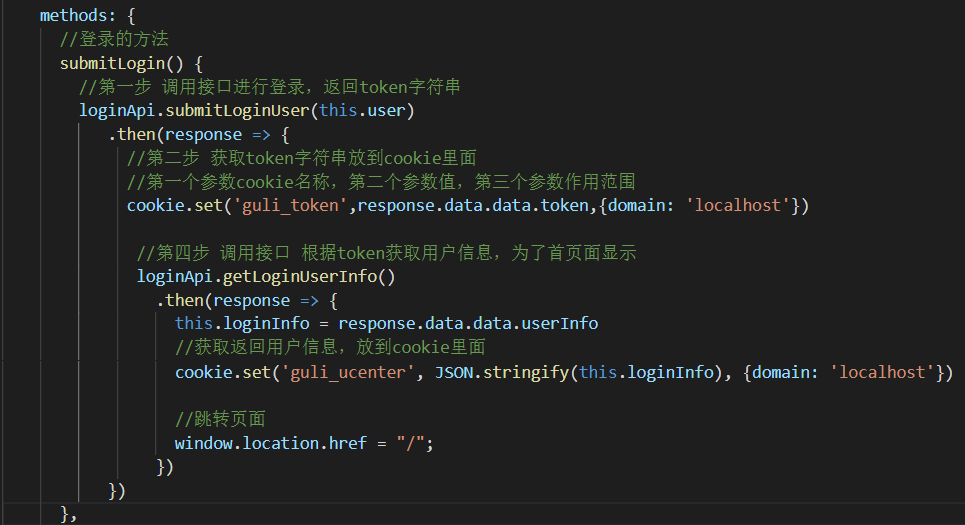 methods: {
//登录的方法
submitLogin() {
//第一步 调用接口进行登录，返回token字符串
loginApi.submitLoginUser(this.user)
.then(response => {
//第二步 获取token字符串放到cookie里面
//第一个参数cookie名称，第二个参数值，第三个参数作用范围
cookie.set('guli_token',response.data.data.token,{domain: 'localhost'})
//第四步 调用接口 根据token获取用户信息，为了首页面显示
loginApi.getLoginUserInfo()
.then(response => {
this.loginInfo = response.data.data.userInfo
//获取返回用户信息，放到cookie里面
cookie.set('guli_ucenter', JSON.stringify(this.loginInfo), {domain: 'localhost'})
//跳转页面
window.location.href = "/";
})
})
},